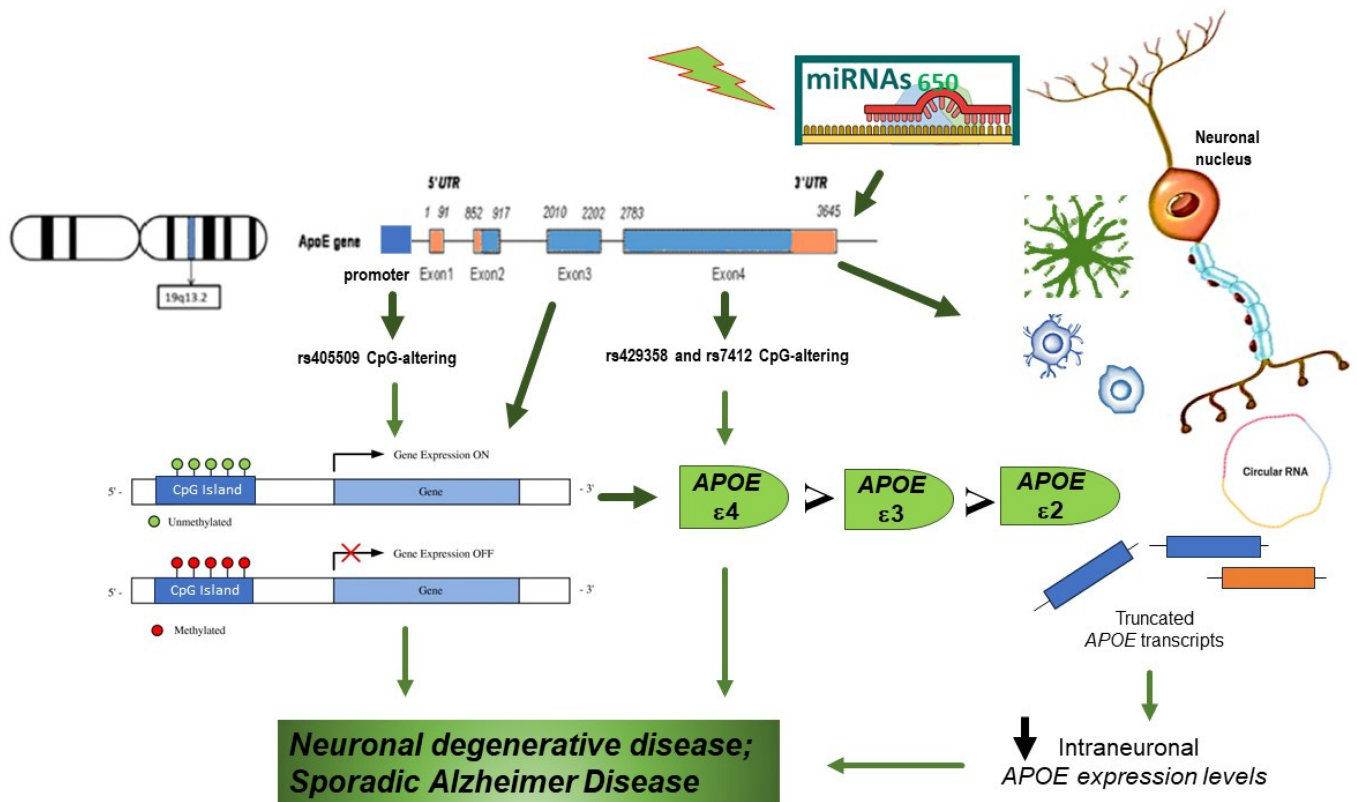 miRNAs 650
Neuronal
nucleus
5'UTR
3'UTR
1 91 852 917 2010 2202 2783 3645
ApoE gene
promoter
Exon1 Exon2 Exon3 Exon4
19q13.2
rs405509 CpG-altering
rs429358 and rs7412 CpG-altering
Gene Expression ON
5' -
CpG Island
Gene
- 3'
Unmethylated
Gene Expression OFF
5' -
CpG Island
Gene
- 3'
Methylated
APOE
ε4
>
APOE
ε3
>
APOE
ε2
Circular RNA
Truncated
APOE transcripts
Intraneuronal
APOE expression levels
Neuronal degenerative disease;
Sporadic Alzheimer Disease